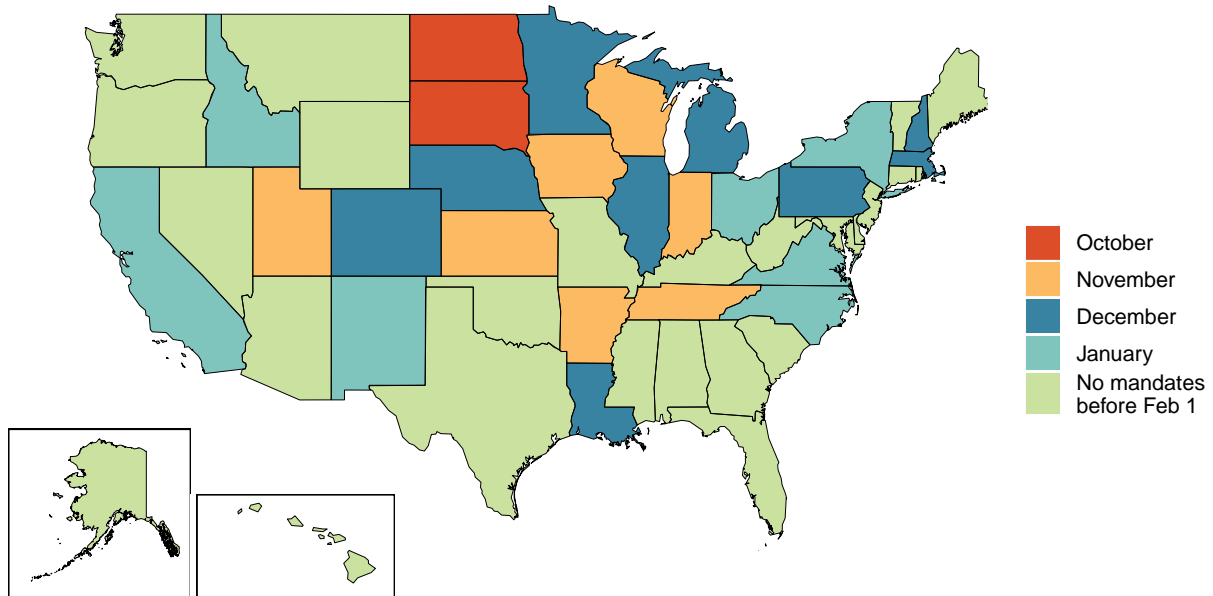 October
November
December
January
No mandates
before Feb 1